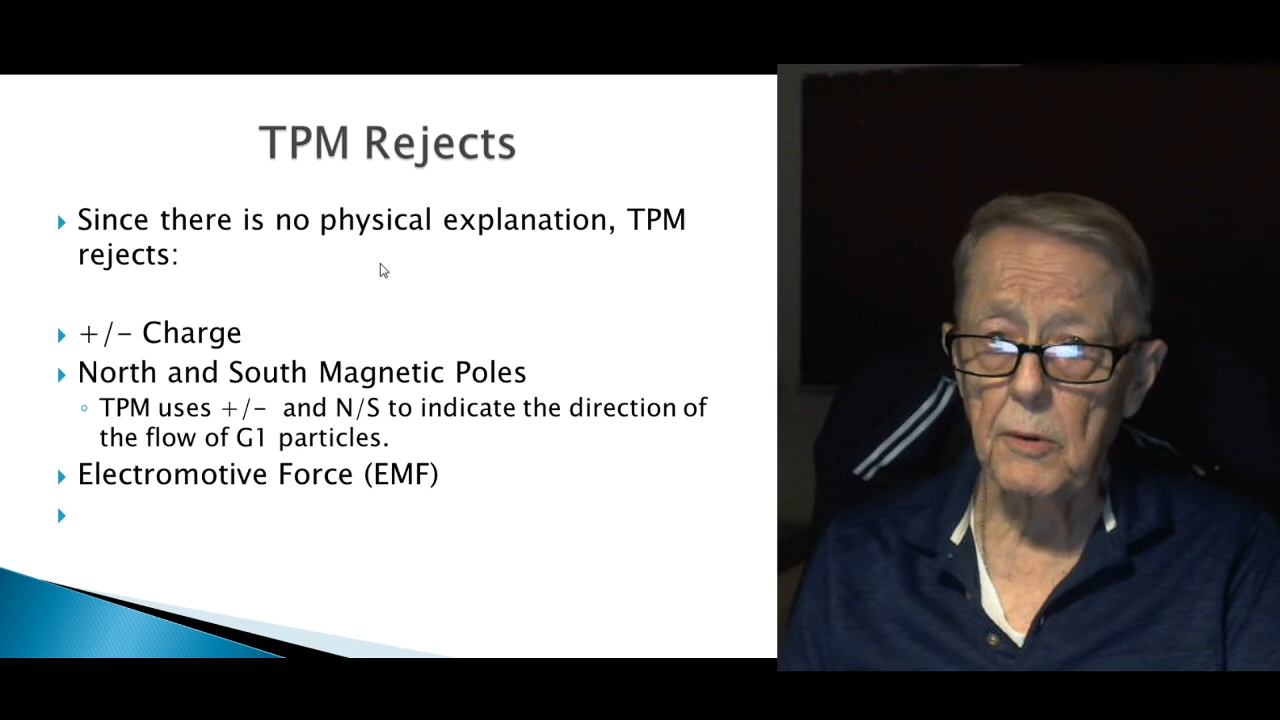 TPM Rejects
Since there is no physical explanation, TPM
rejects:
+/- Charge
North and South Magnetic Poles
TPM uses +/- and N/S to indicate the direction of
the flow of G1 particles.
Electromotive Force (EMF)